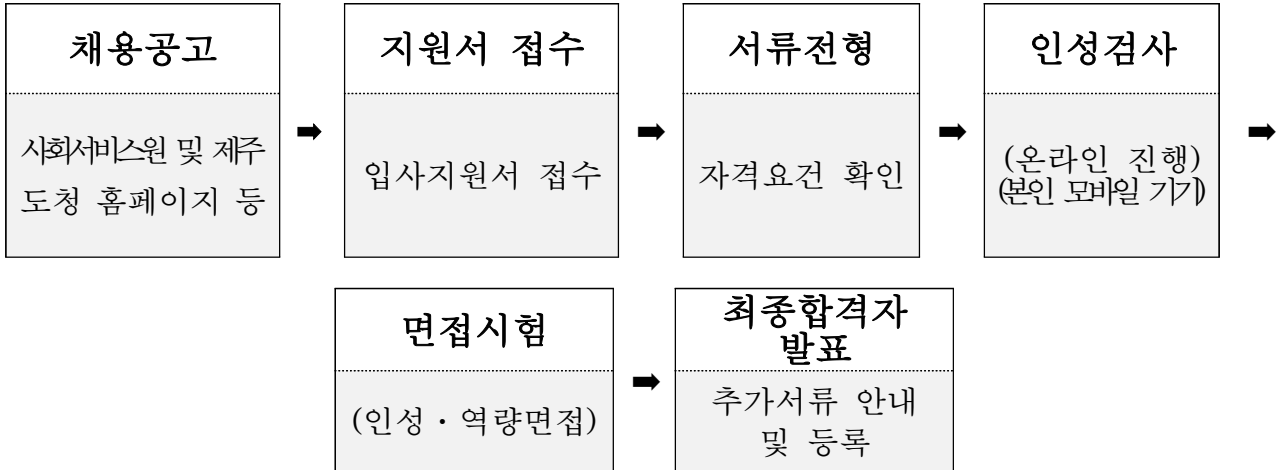 채용공고
사회서비스원 및 제주
도청 홈페이지 등
➡
지원서 접수
입사지원서 접수
➡
서류전형
자격요건 확인
➡
인성검사
(온라인 진행)
(본인 모바일 기기)
➡
면접시험
(인성・역량면접)
➡
최종합격자
발표
추가서류 안내
및 등록